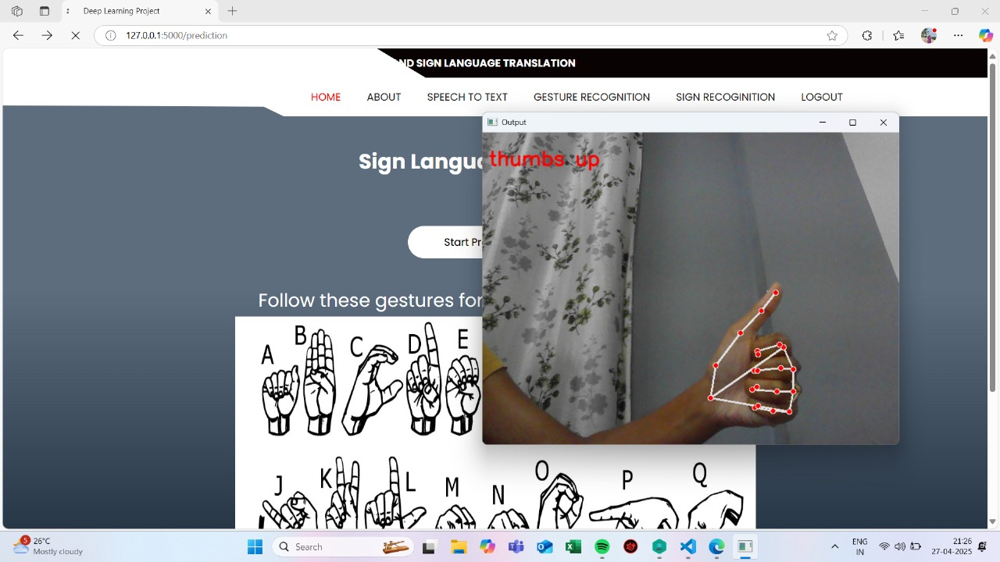 Deep Learning Project
127.0.0.1:5000/prediction
ND SIGN LANGUAGE TRANSLATION
HOME ABOUT SPEECH TO TEXT GESTURE RECOGNITION SIGN RECOGINITION LOGOUT
Output
thumbs up
Sign Langu
Start Pr
Follow these gestures for
A B C D E
J K L M N O P Q
5
26°C
Mostly cloudy
Search
ENG
IN
21:26
27-04-2025